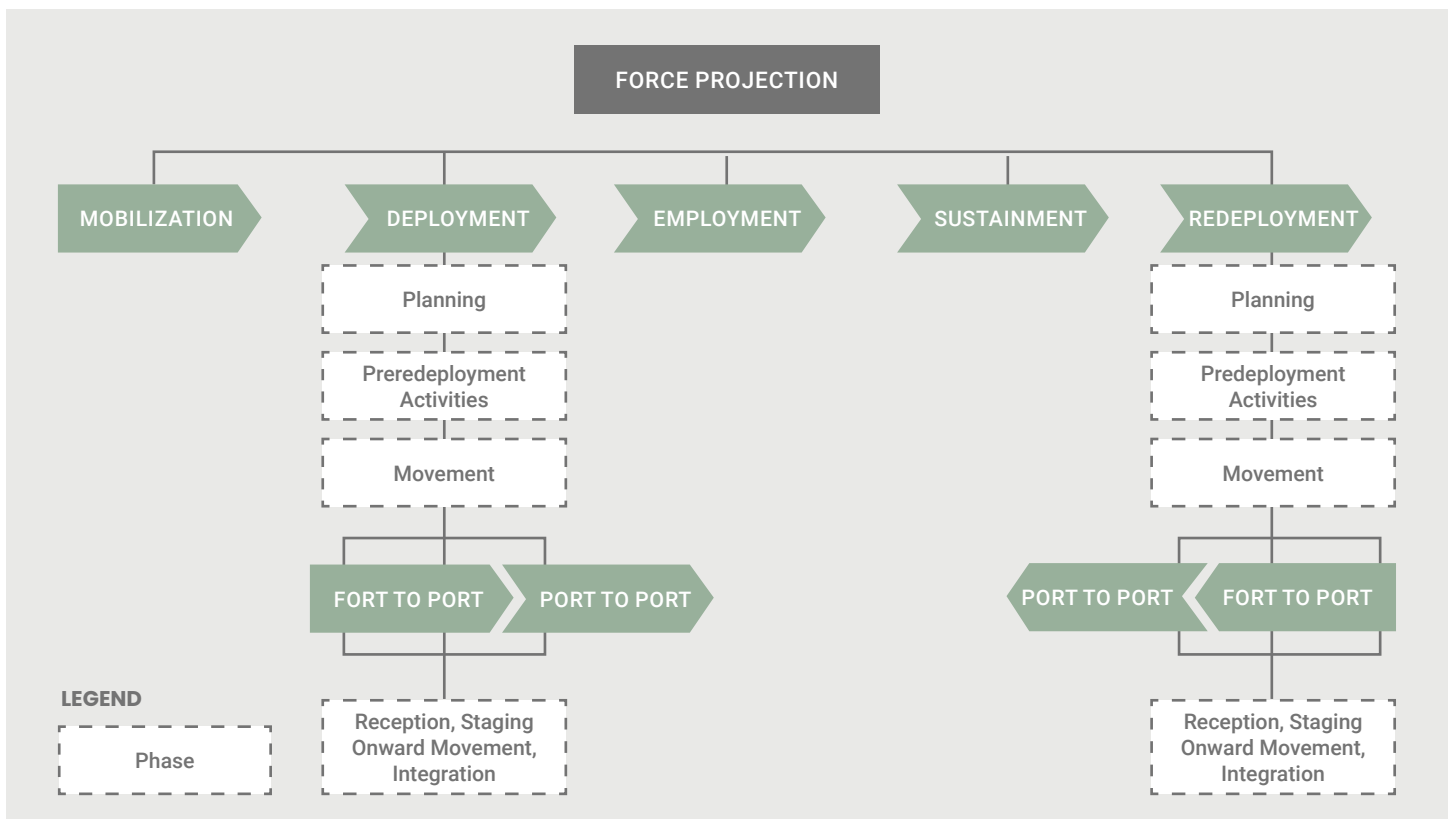 FORCE PROJECTION
MOBILIZATION
DEPLOYMENT
EMPLOYMENT
SUSTAINMENT
REDEPLOYMENT
Planning
Preredeployment
Activities
Movement
FORT TO PORT
PORT TO PORT
Reception, Staging
Onward Movement,
Integration
Planning
Predeployment
Activities
Movement
PORT TO PORT
FORT TO PORT
Reception, Staging
Onward Movement,
Integration
LEGEND
Phase